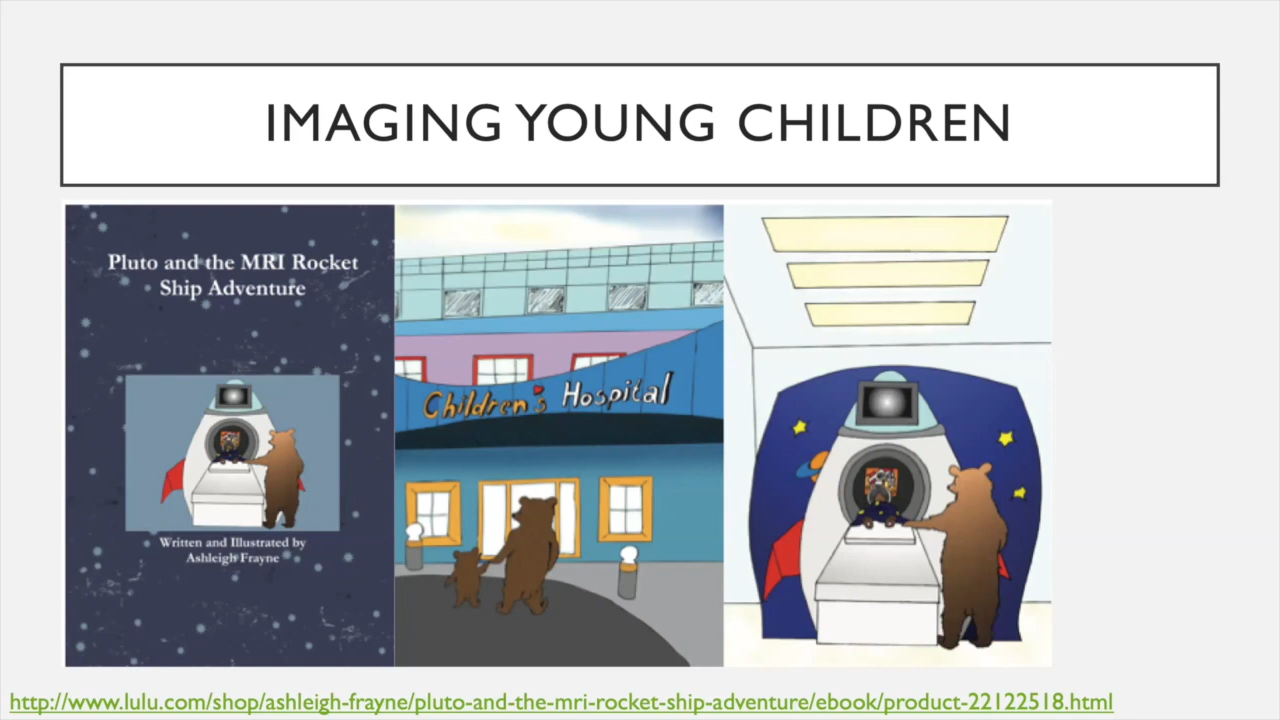 IMAGING YOUNG CHILDREN
Pluto and the MRI Rocket
Ship Adventure
Written and Illustrated by
Ashleigh Frayne
Children's Hospital
http://www.lulu.com/shop/ashleigh-frayne/pluto-and-the-mri-rocket-ship-adventure/ebook/product-22122518.html